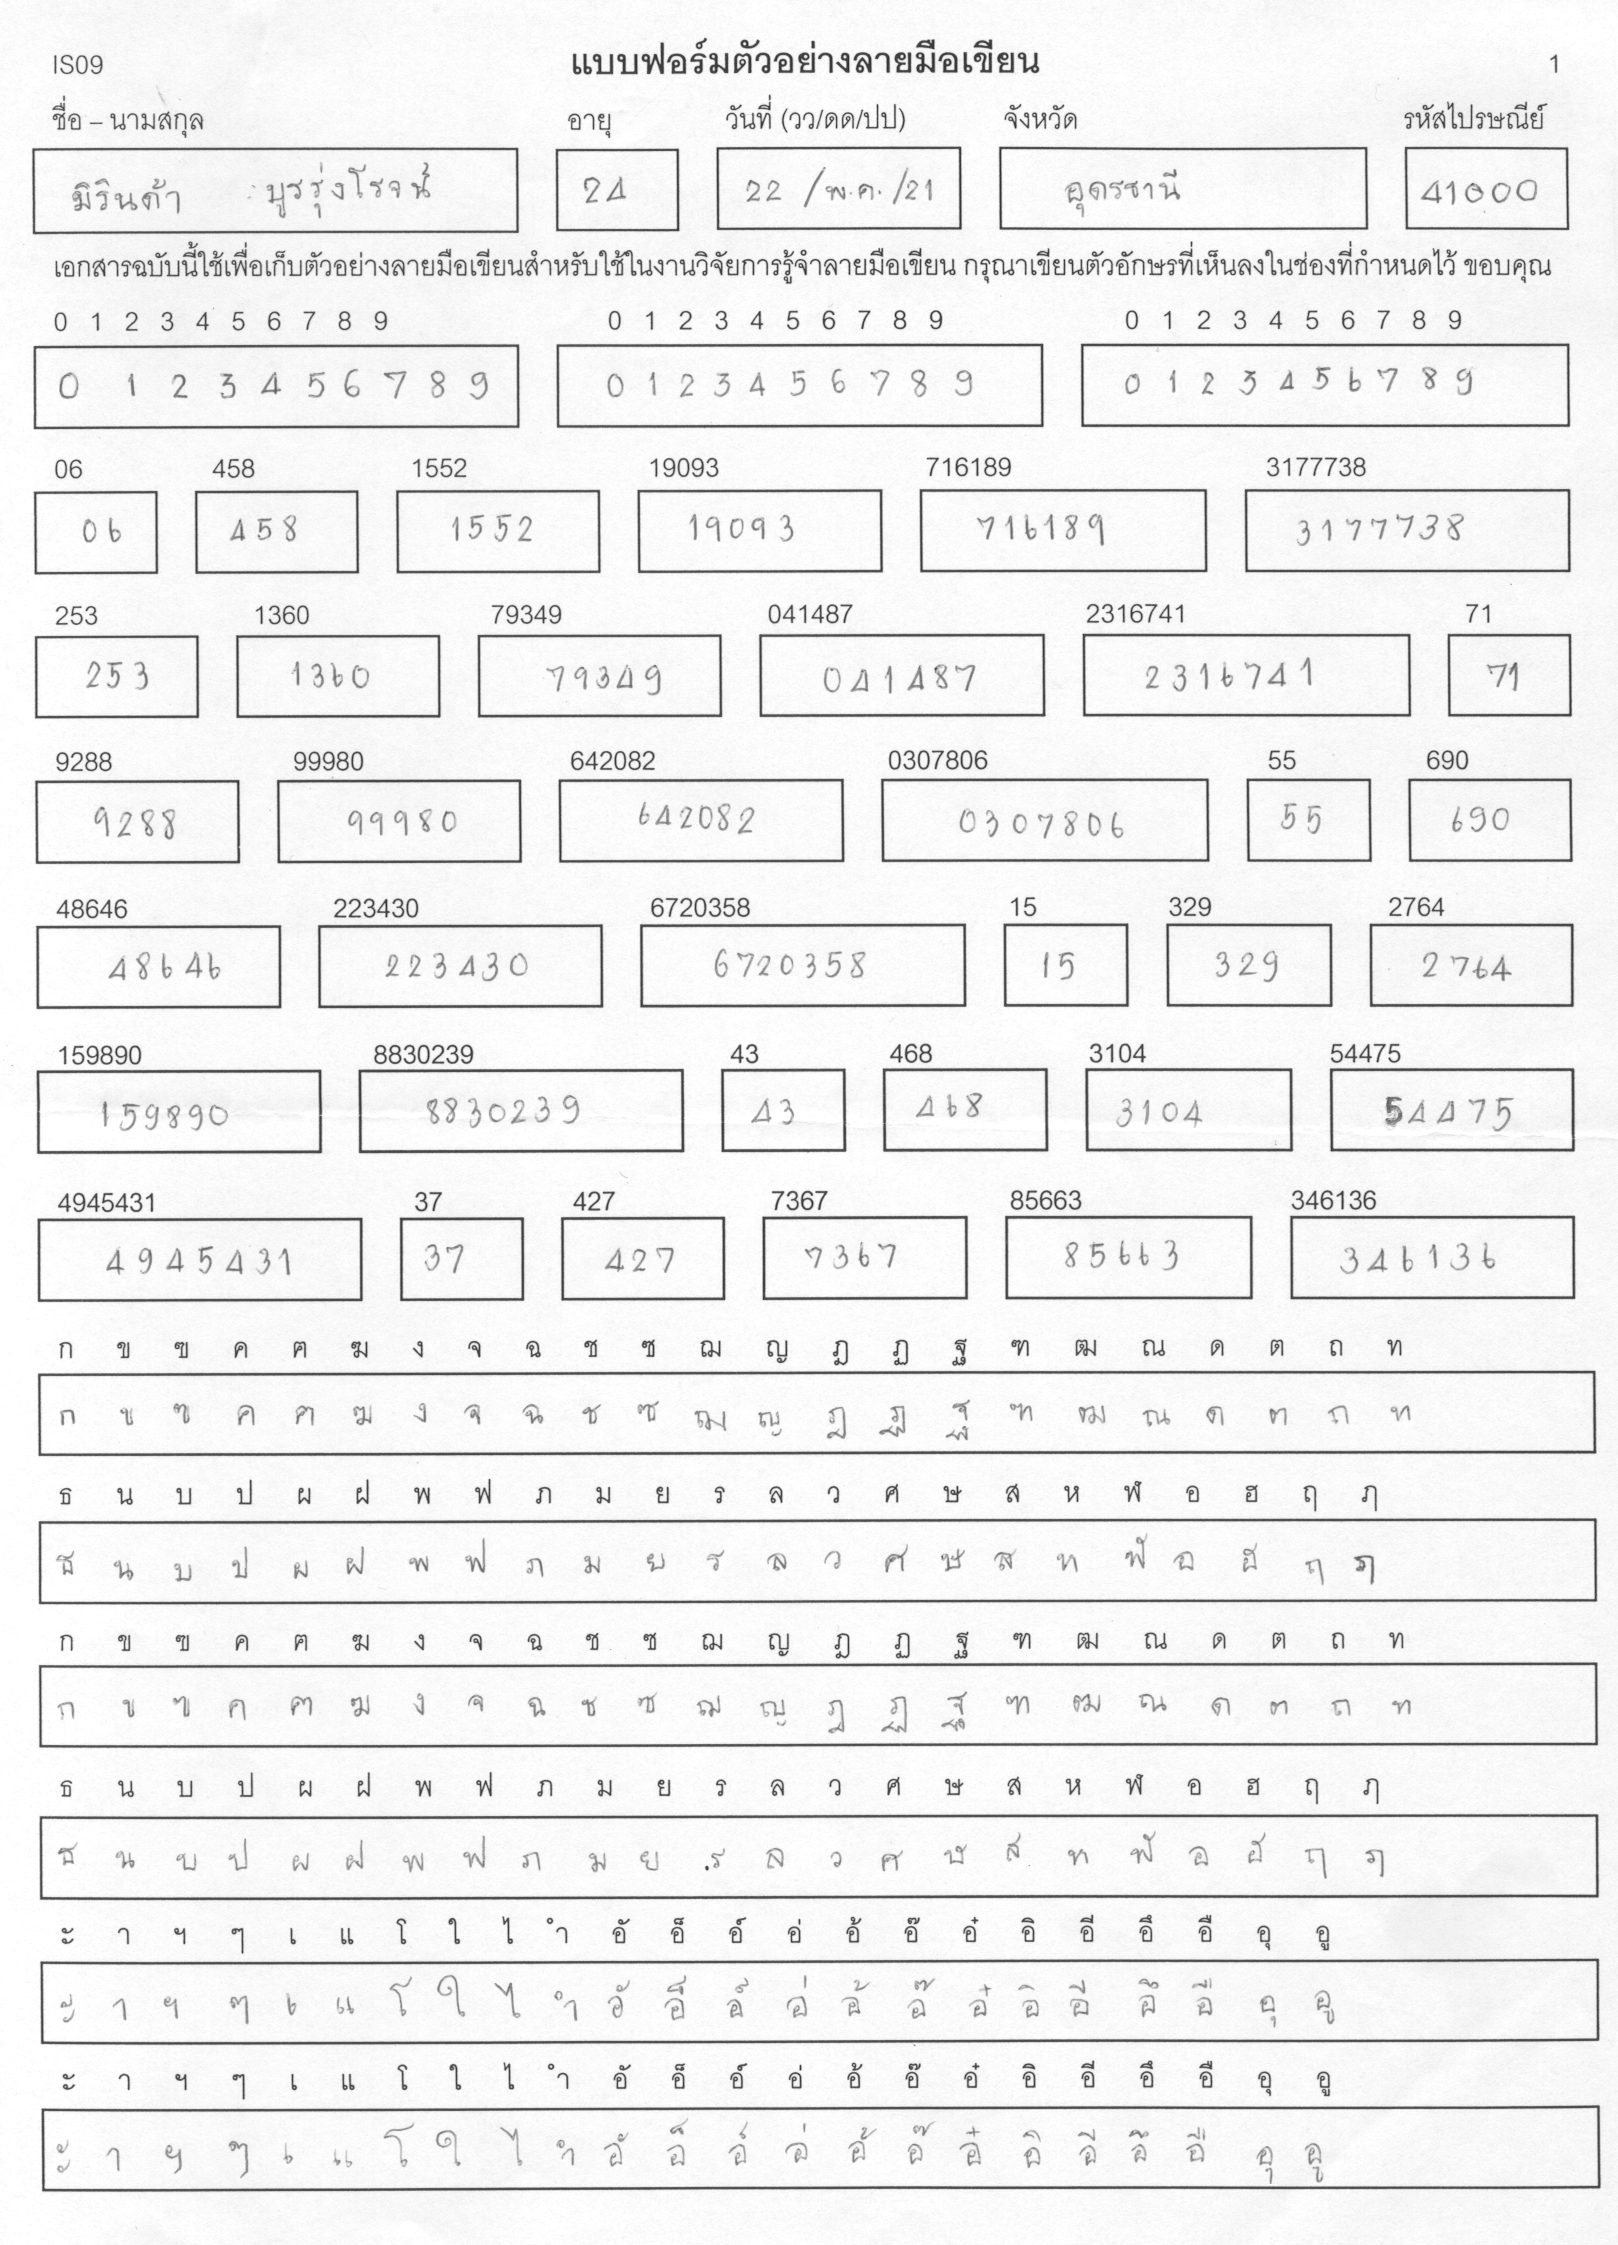 IS09 แบบฟอร์มตัวอย่างลายมือเขียน 1
ชื่อ – นามสกุล อายุ วันที่ (วว/ดด/ปป) จังหวัด รหัสไปรษณีย์
มิรินด้า บูรรุ่งโรจน์ 24 22 /พ.ค. /21 อุดรธานี 41000
เอกสารฉบับนี้ใช้เพื่อเก็บตัวอย่างลายมือเขียนสำหรับใช้ในงานวิจัยการรู้จำลายมือเขียน กรุณาเขียนตัวอักษรที่เห็นลงในช่องที่กำหนดไว้ ขอบคุณ
0 1 2 3 4 5 6 7 8 9 0 1 2 3 4 5 6 7 8 9 0 1 2 3 4 5 6 7 8 9
0 1 2 3 4 5 6 7 8 9 0 1 2 3 4 5 6 7 8 9 0 1 2 3 4 5 6 7 8 9
06 458 1552 19093 716189 3177738
06 458 1552 19093 716189 3177738
253 1360 79349 041487 2316741 71
253 1360 79349 041487 2316741 71
9288 99980 642082 0307806 55 690
9288 99980 642082 0307806 55 690
48646 223430 6720358 15 329 2764
48646 223430 6720358 15 329 2764
159890 8830239 43 468 3104 54475
159890 8830239 43 468 3104 54475
4945431 37 427 7367 85663 346136
4945431 37 427 7367 85663 346136
ก ข ฃ ค ฅ ฆ ง จ ฉ ช ซ ฌ ญ ฎ ฏ ฐ ฑ ฒ ณ ด ต ถ ท
ก ข ฃ ค ฅ ฆ ง จ ฉ ช ซ ฌ ญ ฎ ฏ ฐ ฑ ฒ ณ ด ต ถ ท
ธ น บ ป ผ ฝ พ ฟ ภ ม ย ร ล ว ศ ษ ส ห ฬ อ ฮ ฤ ฦ
ธ น บ ป ผ ฝ พ ฟ ภ ม ย ร ล ว ศ ษ ส ห ฬ อ ฮ ฤ ฦ
ก ข ฃ ค ฅ ฆ ง จ ฉ ช ซ ฌ ญ ฎ ฏ ฐ ฑ ฒ ณ ด ต ถ ท
ก ข ฃ ค ฅ ฆ ง จ ฉ ช ซ ฌ ญ ฎ ฏ ฐ ฑ ฒ ณ ด ต ถ ท
ธ น บ ป ผ ฝ พ ฟ ภ ม ย ร ล ว ศ ษ ส ห ฬ อ ฮ ฤ ฦ
ธ น บ ป ผ ฝ พ ฟ ภ ม ย ร ล ว ศ ษ ส ห ฬ อ ฮ ฤ ฦ
ะ า ฯ ๆ เ แ โ ใ ไ ำ อั อ็ อ์ อ่ อ้ อ๊ อ๋ อิ อี อึ อื อุ อู
ะ า ฯ ๆ เ แ โ ใ ไ ำ อั อ็ อ์ อ่ อ้ อ๊ อ๋ อิ อี อึ อื อุ อู
ะ า ฯ ๆ เ แ โ ใ ไ ำ อั อ็ อ์ อ่ อ้ อ๊ อ๋ อิ อี อึ อื อุ อู
ะ า ฯ ๆ เ แ โ ใ ไ ำ อั อ็ อ์ อ่ อ้ อ๊ อ๋ อิ อี อึ อื อุ อู